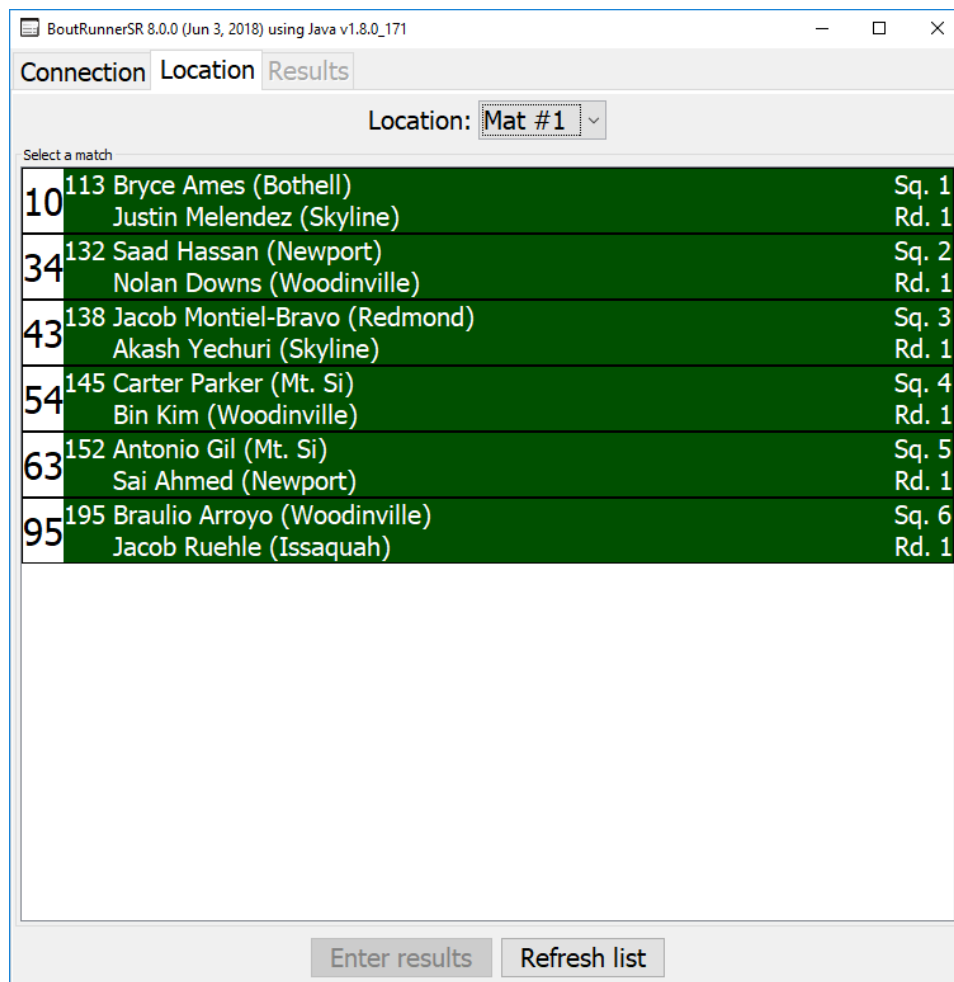 BoutRunnerSR 8.0.0 (Jun 3, 2018) using Java v1.8.0_171
Connection Location Results
Location: Mat #1
Select a match
10 113 Bryce Ames (Bothell) Sq. 1
Justin Melendez (Skyline) Rd. 1
34 132 Saad Hassan (Newport) Sq. 2
Nolan Downs (Woodinville) Rd. 1
43 138 Jacob Montiel-Bravo (Redmond) Sq. 3
Akash Yechuri (Skyline) Rd. 1
54 145 Carter Parker (Mt. Si) Sq. 4
Bin Kim (Woodinville) Rd. 1
63 152 Antonio Gil (Mt. Si) Sq. 5
Sai Ahmed (Newport) Rd. 1
95 195 Braulio Arroyo (Woodinville) Sq. 6
Jacob Ruehle (Issaquah) Rd. 1
Enter results Refresh list